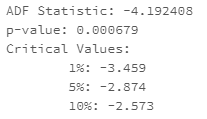 ADF Statistic: -4.192408
p-value: 0.000679
Critical Values:
1%: -3.459
5%: -2.874
10%: -2.573